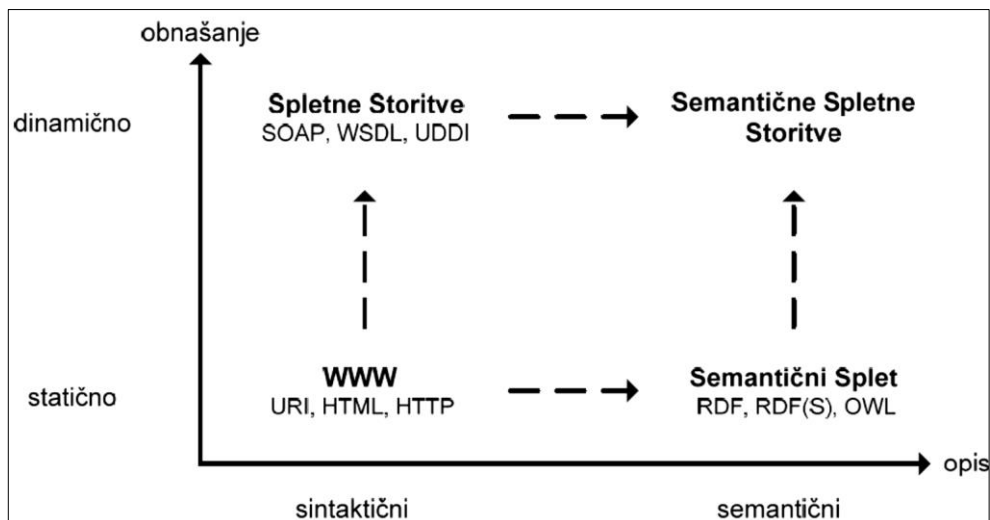 obnašanje
dinamično
Spletne Storitve
SOAP, WSDL, UDDI
Semantične Spletne
Storitve
statično
WWW
URI, HTML, HTTP
Semantični Splet
RDF, RDF(S), OWL
opis
sintaktični
semantični